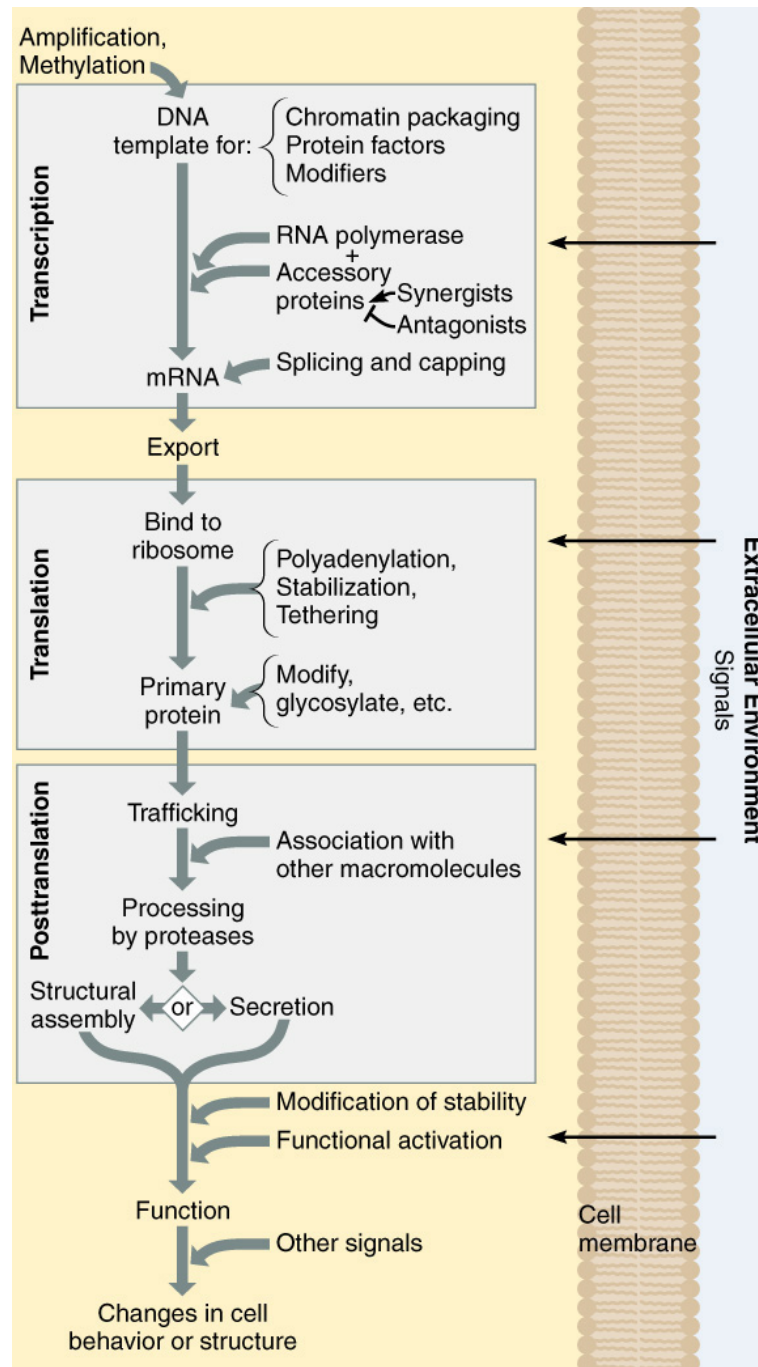 Amplification,
Methylation
Transcription
DNA
template for:
Chromatin packaging
Protein factors
Modifiers
RNA polymerase
+
Accessory
proteins
Synergists
Antagonists
mRNA
Splicing and capping
Export
Translation
Bind to
ribosome
Polyadenylation,
Stabilization,
Tethering
Primary
protein
Modify,
glycosylate, etc.
Posttranslation
Trafficking
Association with
other macromolecules
Processing
by proteases
Structural
assembly
or
Secretion
Modification of stability
Functional activation
Function
Other signals
Changes in cell
behavior or structure
Cell
membrane
Extracellular Environment
Signals